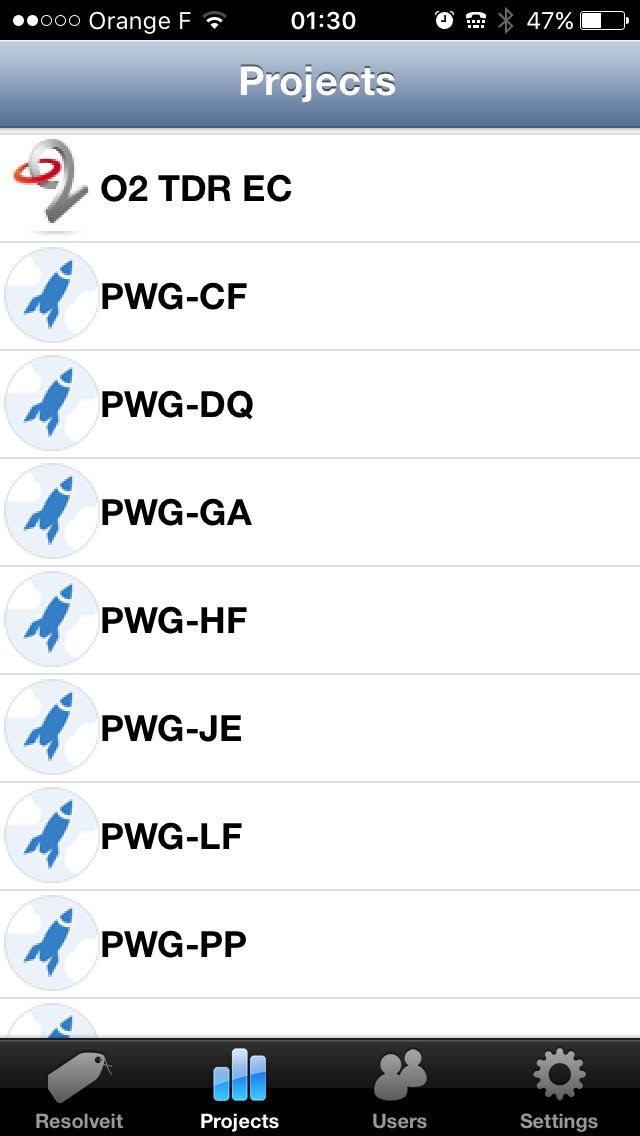 Orange F 01:30 47%
Projects
O2 TDR EC
PWG-CF
PWG-DQ
PWG-GA
PWG-HF
PWG-JE
PWG-LF
PWG-PP
Resolveit Projects Users Settings